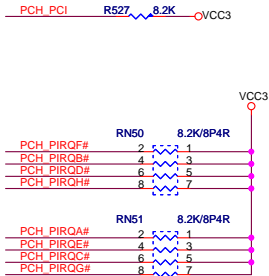 PCH_PCI R527 8.2K VCC3
VCC3
RN50 8.2K/8P4R
PCH_PIRQF# 2 1
PCH_PIRQB# 4 3
PCH_PIRQD# 6 5
PCH_PIRQH# 8 7
RN51 8.2K/8P4R
PCH_PIRQA# 2 1
PCH_PIRQE# 4 3
PCH_PIRQC# 6 5
PCH_PIRQG# 8 7